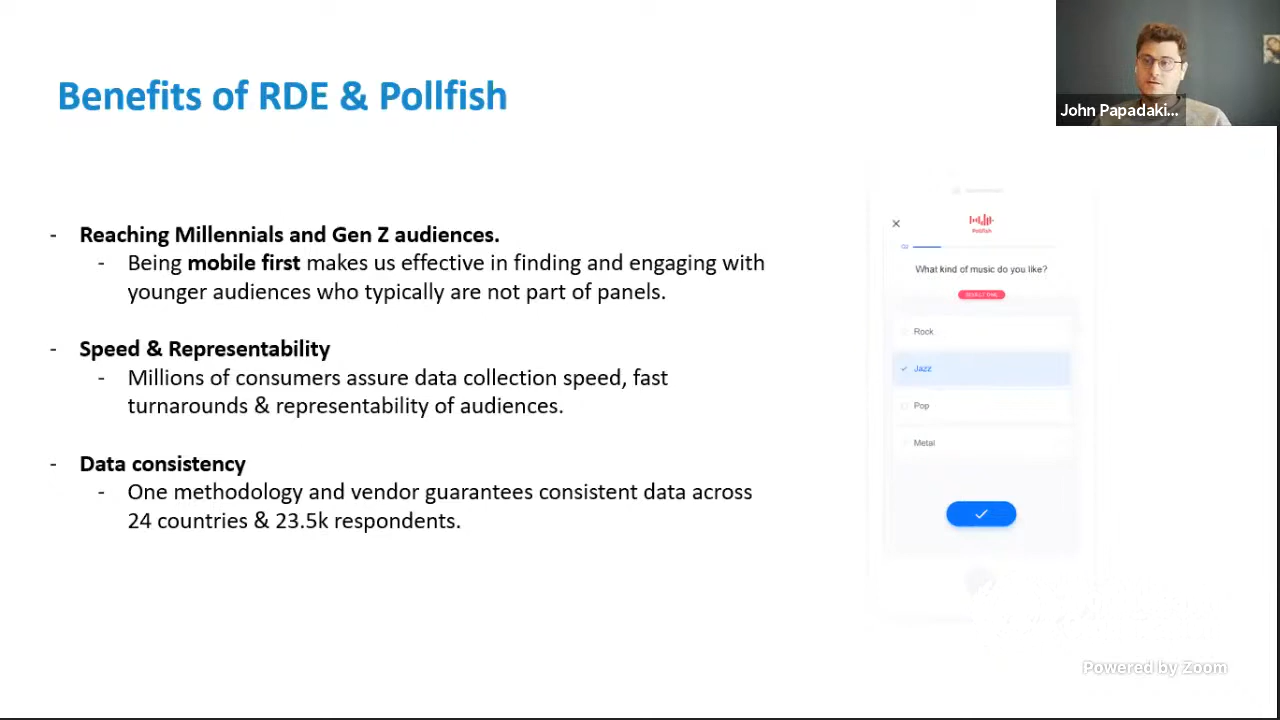 Benefits of RDE & Pollfish
John Papadaki...
- Reaching Millennials and Gen Z audiences.
- Being mobile first makes us effective in finding and engaging with
younger audiences who typically are not part of panels.
- Speed & Representability
- Millions of consumers assure data collection speed, fast
turnarounds & representability of audiences.
- Data consistency
- One methodology and vendor guarantees consistent data across
24 countries & 23.5k respondents.
Pollfish
02
What kind of music do you like?
Rock
Jazz
Pop
Metal
Powered by Zoom